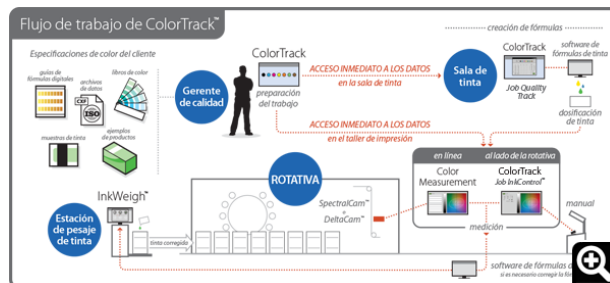 Flujo de trabajo de ColorTrack™
creación de fórmulas
Especificaciones de color del cliente
guías de
fórmulas digitales
archivos
de datos
libros de color
CXF
ISO
muestras de tinta
ejemplos
de productos
Gerente
de calidad
ColorTrack
preparación
del trabajo
ACCESO INMEDIATO A LOS DATOS
en la sala de tinta
ACCESO INMEDIATO A LOS DATOS
en el taller de impresión
Sala de
tinta
ColorTrack
Job Quality
Track
software de
fórmulas de tinta
dosificación
de tinta
en línea
al lado de la rotativa
Color
Measurement
ColorTrack
Job InkControl™
medición
manual
ROTATIVA
SpectralCam™
DeltaCam™
InkWeigh™
Estación
de pesaje
de tinta
tinta corregida
software de fórmulas
si es necesario corregir la